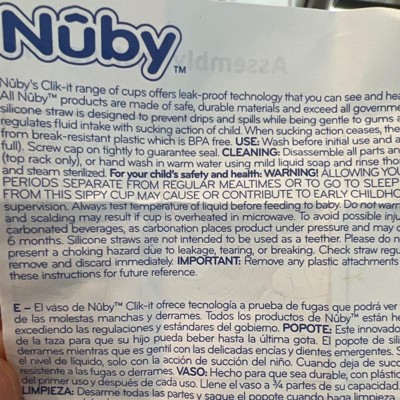 Nûby™
Assembly
Nûby's Clik-it range of cups offers leak-proof technology that you can see and hea
All Nûby™ products are made of safe, durable materials and exceed all governme
silicone straw is designed to prevent drips and spills while being gentle to gums a
regulates fluid intake with sucking action of child. When sucking action ceases, the
from break-resistant plastic which is BPA free. USE: Wash before initial use and a
full). Screw cap on tightly to guarantee seal. CLEANING: Disassemble all parts an
(top rack only), or hand wash in warm water using mild liquid soap and rinse tho
and steam sterilized. For your child's safety and health: WARNING! ALLOWING YO
PERIODS SEPARATE FROM REGULAR MEALTIMES OR TO GO TO SLEEP
FROM THIS SIPPY CUP MAY CAUSE OR CONTRIBUTE TO EARLY CHILDHO
supervision. Always test temperature of liquid before feeding to baby. Do not warm
and scalding may result if cup is overheated in microwave. To avoid possible inju
carbonated beverages, as carbonation places product under pressure and may c
6 months. Silicone straws are not intended to be used as a teether. Please do n
present a choking hazard due to leakage, tearing, or breaking. Check straw regu
remove and discard immediately. IMPORTANT: Remove any plastic attachments
these instructions for future reference.
E – El vaso de Nûby™ Clik-it ofrece tecnología a prueba de fugas que podrá ver
de las molestas manchas y derrames. Todos los productos de Nûby™ están he
excediendo las regulaciones y estándares del gobierno. POPOTE: Este innovado
de la taza para que su hijo pueda beber hasta la última gota. El popote de sili
derrames mientras que es gentil con las delicadas encías y dientes emergentes. S
el nivel de líquido, solo con la acción de succión del niño. Cuando deja de succ
resistente a las fugas o derrames. VASO: Hecho para que sea durable, con plástic
del primer uso y después de cada uso. Llene el vaso a ¾ partes de su capacidad.
LIMPIEZA: Desarme todas las partes y saque el popote cuando haga limpieza.